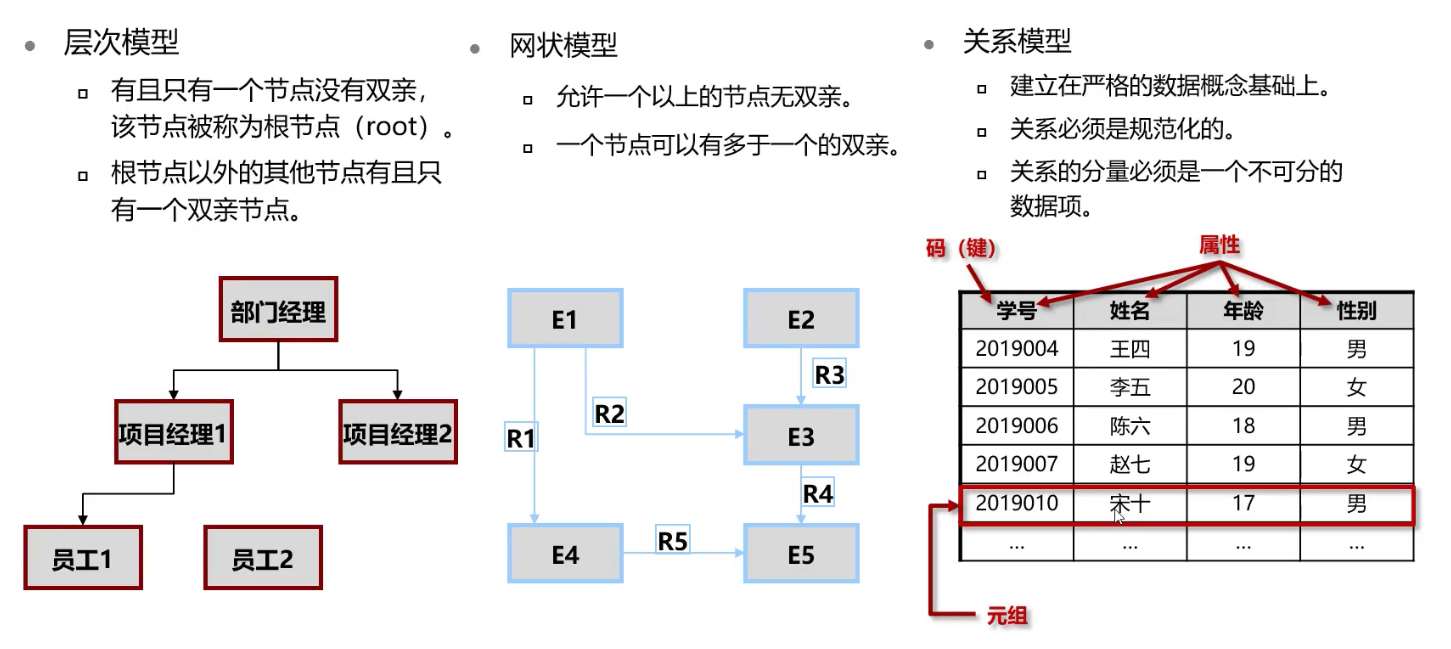 层次模型
有且只有一个节点没有双亲，
该节点被称为根节点（root）。
根节点以外的其他节点有且只
有一个双亲节点。
部门经理
项目经理1
项目经理2
员工1
员工2
网状模型
允许一个以上的节点无双亲。
一个节点可以有多于一个的双亲。
E1
E2
R3
R2
R1
E3
R4
E4
R5
E5
关系模型
建立在严格的数据概念基础上。
关系必须是规范化的。
关系的分量必须是一个不可分的
数据项。
码（键）
属性
学号 姓名 年龄 性别
2019004 王四 19 男
2019005 李五 20 女
2019006 陈六 18 男
2019007 赵七 19 女
2019010 宋十 17 男
... ... ... ...
元组